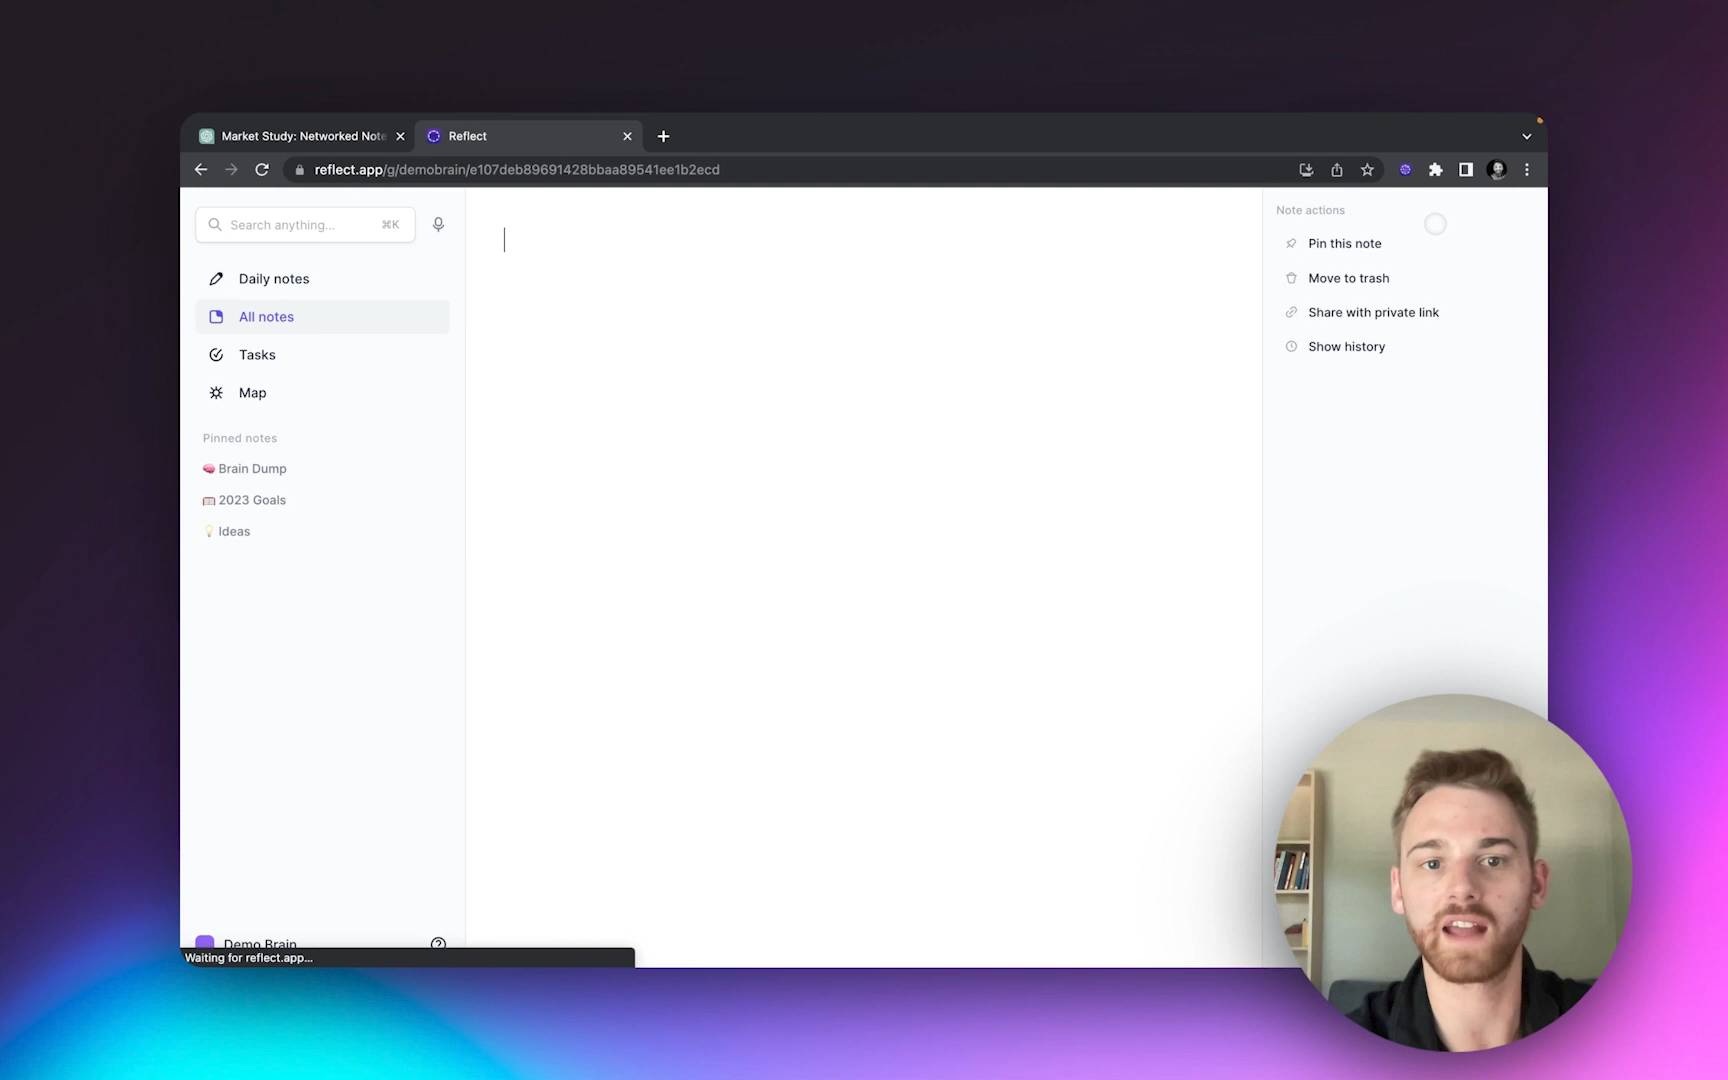 Market Study: Networked Note
Reflect
reflect.app/g/demobrain/e107deb89691428bbaa89541ee1b2ecd
Search anything... ⌘K
Daily notes
All notes
Tasks
Map
Pinned notes
Brain Dump
2023 Goals
Ideas
Demo Brain
Waiting for reflect.app...
Note actions
Pin this note
Move to trash
Share with private link
Show history